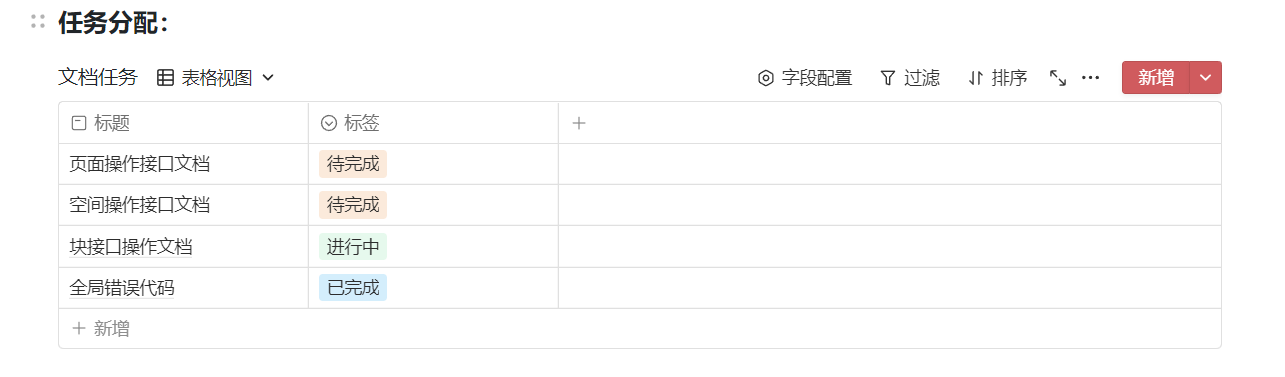 任务分配：
文档任务 表格视图 字段配置 过滤 排序 新增
标题 标签
页面操作接口文档 待完成
空间操作接口文档 待完成
块接口操作文档 进行中
全局错误代码 已完成
新增